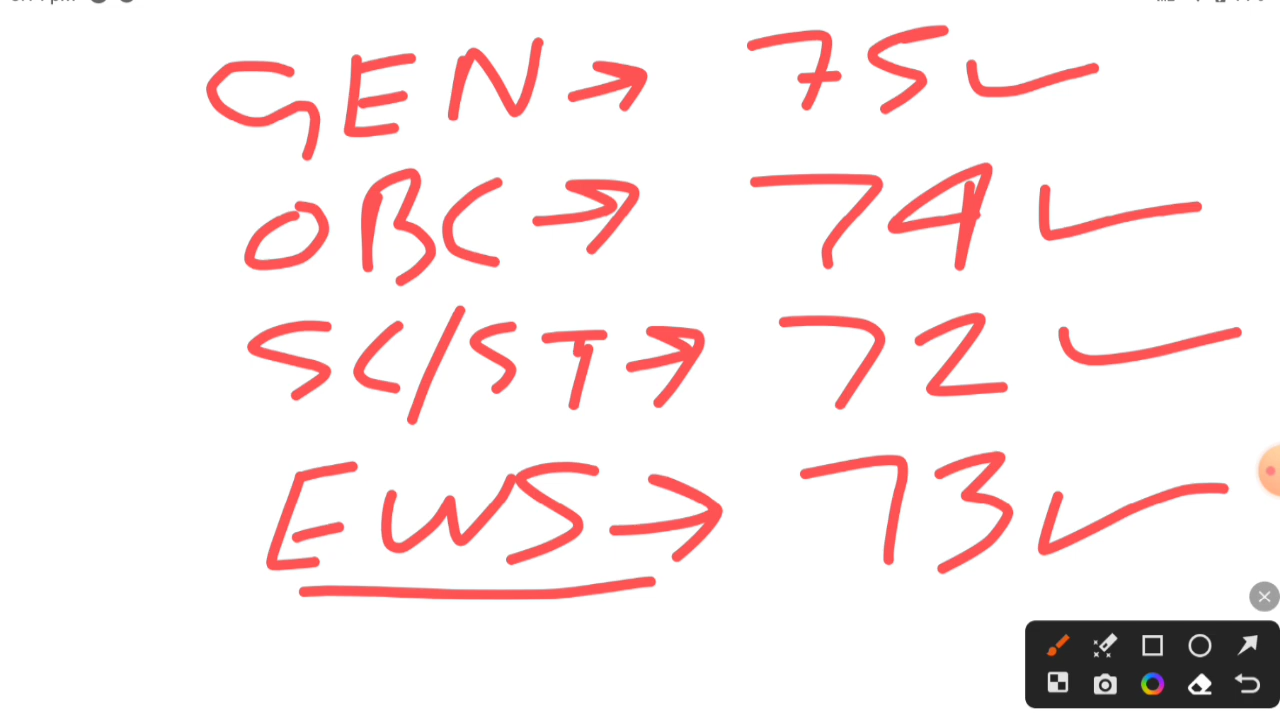 GEN → 75 ✓
OBC → 74 ✓
SC/ST → 72 ✓
EWS → 73 ✓